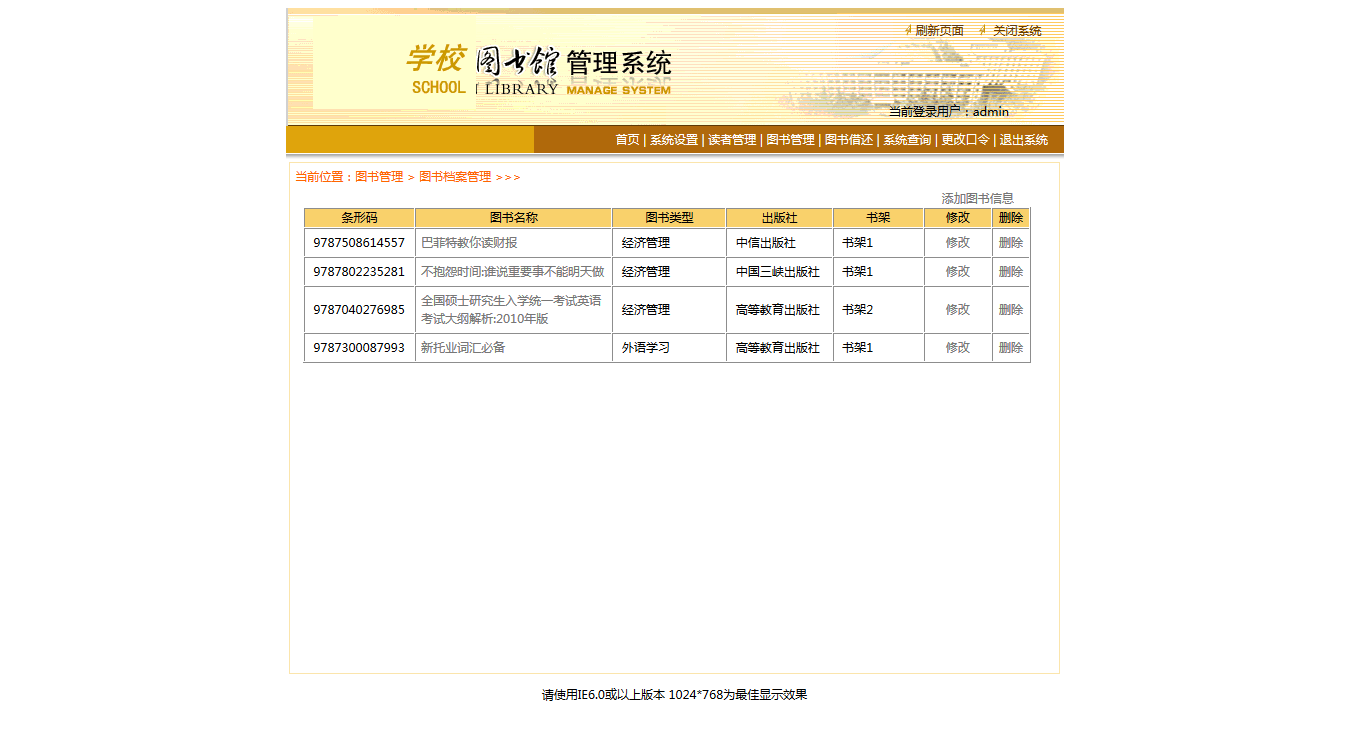 刷新页面 关闭系统
学校 图书馆 管理系统
SCHOOL LIBRARY MANAGE SYSTEM
当前登录用户：admin
首页 | 系统设置 | 读者管理 | 图书管理 | 图书借还 | 系统查询 | 更改口令 | 退出系统
当前位置：图书管理 > 图书档案管理 >>>
添加图书信息
条形码 图书名称 图书类型 出版社 书架 修改 删除
9787508614557 巴菲特教你读财报 经济管理 中信出版社 书架1 修改 删除
9787802235281 不抱怨时间:谁说重要事不能明天做 经济管理 中国三峡出版社 书架1 修改 删除
9787040276985 全国硕士研究生入学统一考试英语 经济管理 高等教育出版社 书架2 修改 删除
考试大纲解析:2010年版
9787300087993 新托业词汇必备 外语学习 高等教育出版社 书架1 修改 删除
请使用IE6.0或以上版本 1024*768为最佳显示效果